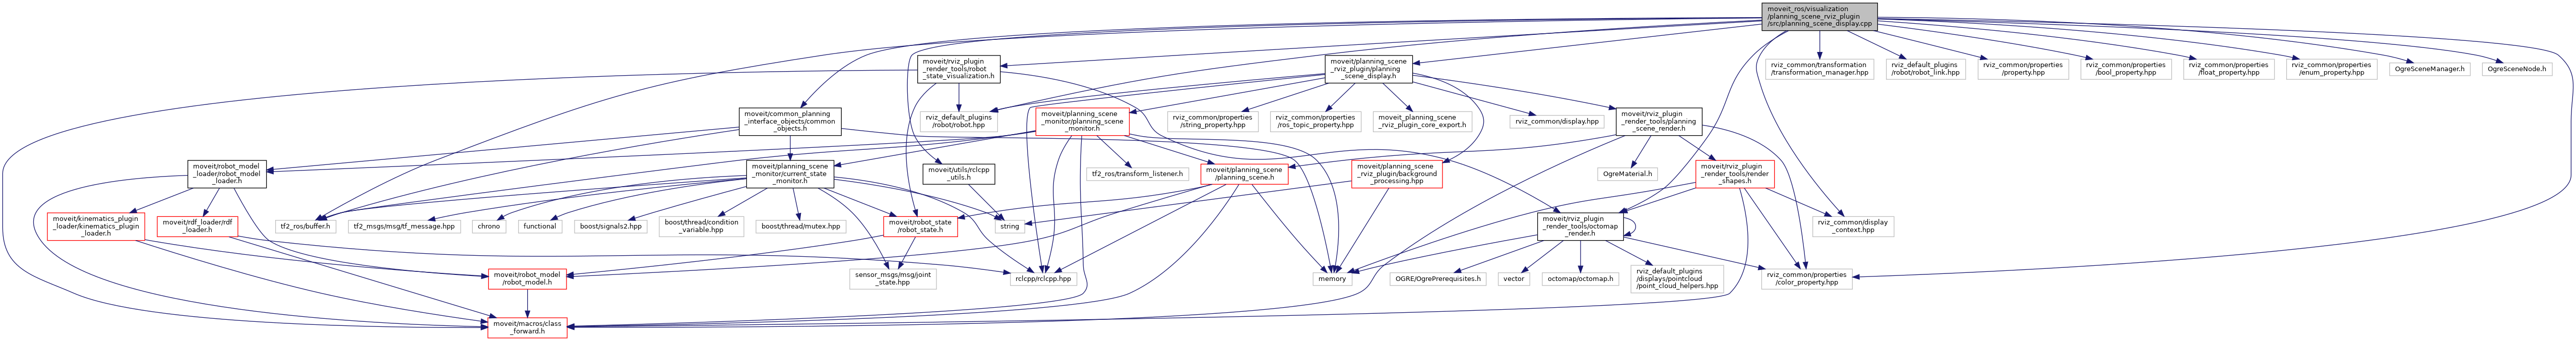 moveit_ros/visualization
/planning_scene_rviz_plugin
/src/planning_scene_display.cpp
moveit/rviz_plugin
_render_tools/robot
_state_visualization.h
moveit/planning_scene
_rviz_plugin/planning
_scene_display.h
rviz_common/transformation
/transformation_manager.hpp
rviz_default_plugins
/robot/robot_link.hpp
rviz_common/properties
/property.hpp
rviz_common/properties
/bool_property.hpp
rviz_common/properties
/float_property.hpp
rviz_common/properties
/enum_property.hpp
OgreSceneManager.h
OgreSceneNode.h
moveit/common_planning
_interface_objects/common
_objects.h
rviz_default_plugins
/robot/robot.hpp
moveit/planning_scene
_monitor/planning_scene
_monitor.h
rviz_common/properties
/string_property.hpp
rviz_common/properties
/ros_topic_property.hpp
moveit_planning_scene
_rviz_plugin_core_export.h
rviz_common/display.hpp
moveit/rviz_plugin
_render_tools/planning
_scene_render.h
moveit/robot_model
_loader/robot_model
_loader.h
moveit/planning_scene
_monitor/current_state
_monitor.h
moveit/utils/rclcpp
_utils.h
tf2_ros/transform_listener.h
moveit/planning_scene
/planning_scene.h
moveit/planning_scene
_rviz_plugin/background
_processing.hpp
OgreMaterial.h
moveit/rviz_plugin
_render_tools/render
_shapes.h
moveit/kinematics_plugin
_loader/kinematics_plugin
_loader.h
moveit/rdf_loader/rdf
_loader.h
tf2_ros/buffer.h
tf2_msgs/msg/tf_message.hpp
chrono
functional
boost/signals2.hpp
boost/thread/condition
_variable.hpp
boost/thread/mutex.hpp
moveit/robot_state
/robot_state.h
string
moveit/rviz_plugin
_render_tools/octomap
_render.h
rviz_common/display
_context.hpp
moveit/robot_model
/robot_model.h
sensor_msgs/msg/joint
_state.hpp
rclcpp/rclcpp.hpp
memory
OGRE/OgrePrerequisites.h
vector
octomap/octomap.h
rviz_default_plugins
/displays/pointcloud
/point_cloud_helpers.hpp
rviz_common/properties
/color_property.hpp
moveit/macros/class
_forward.h